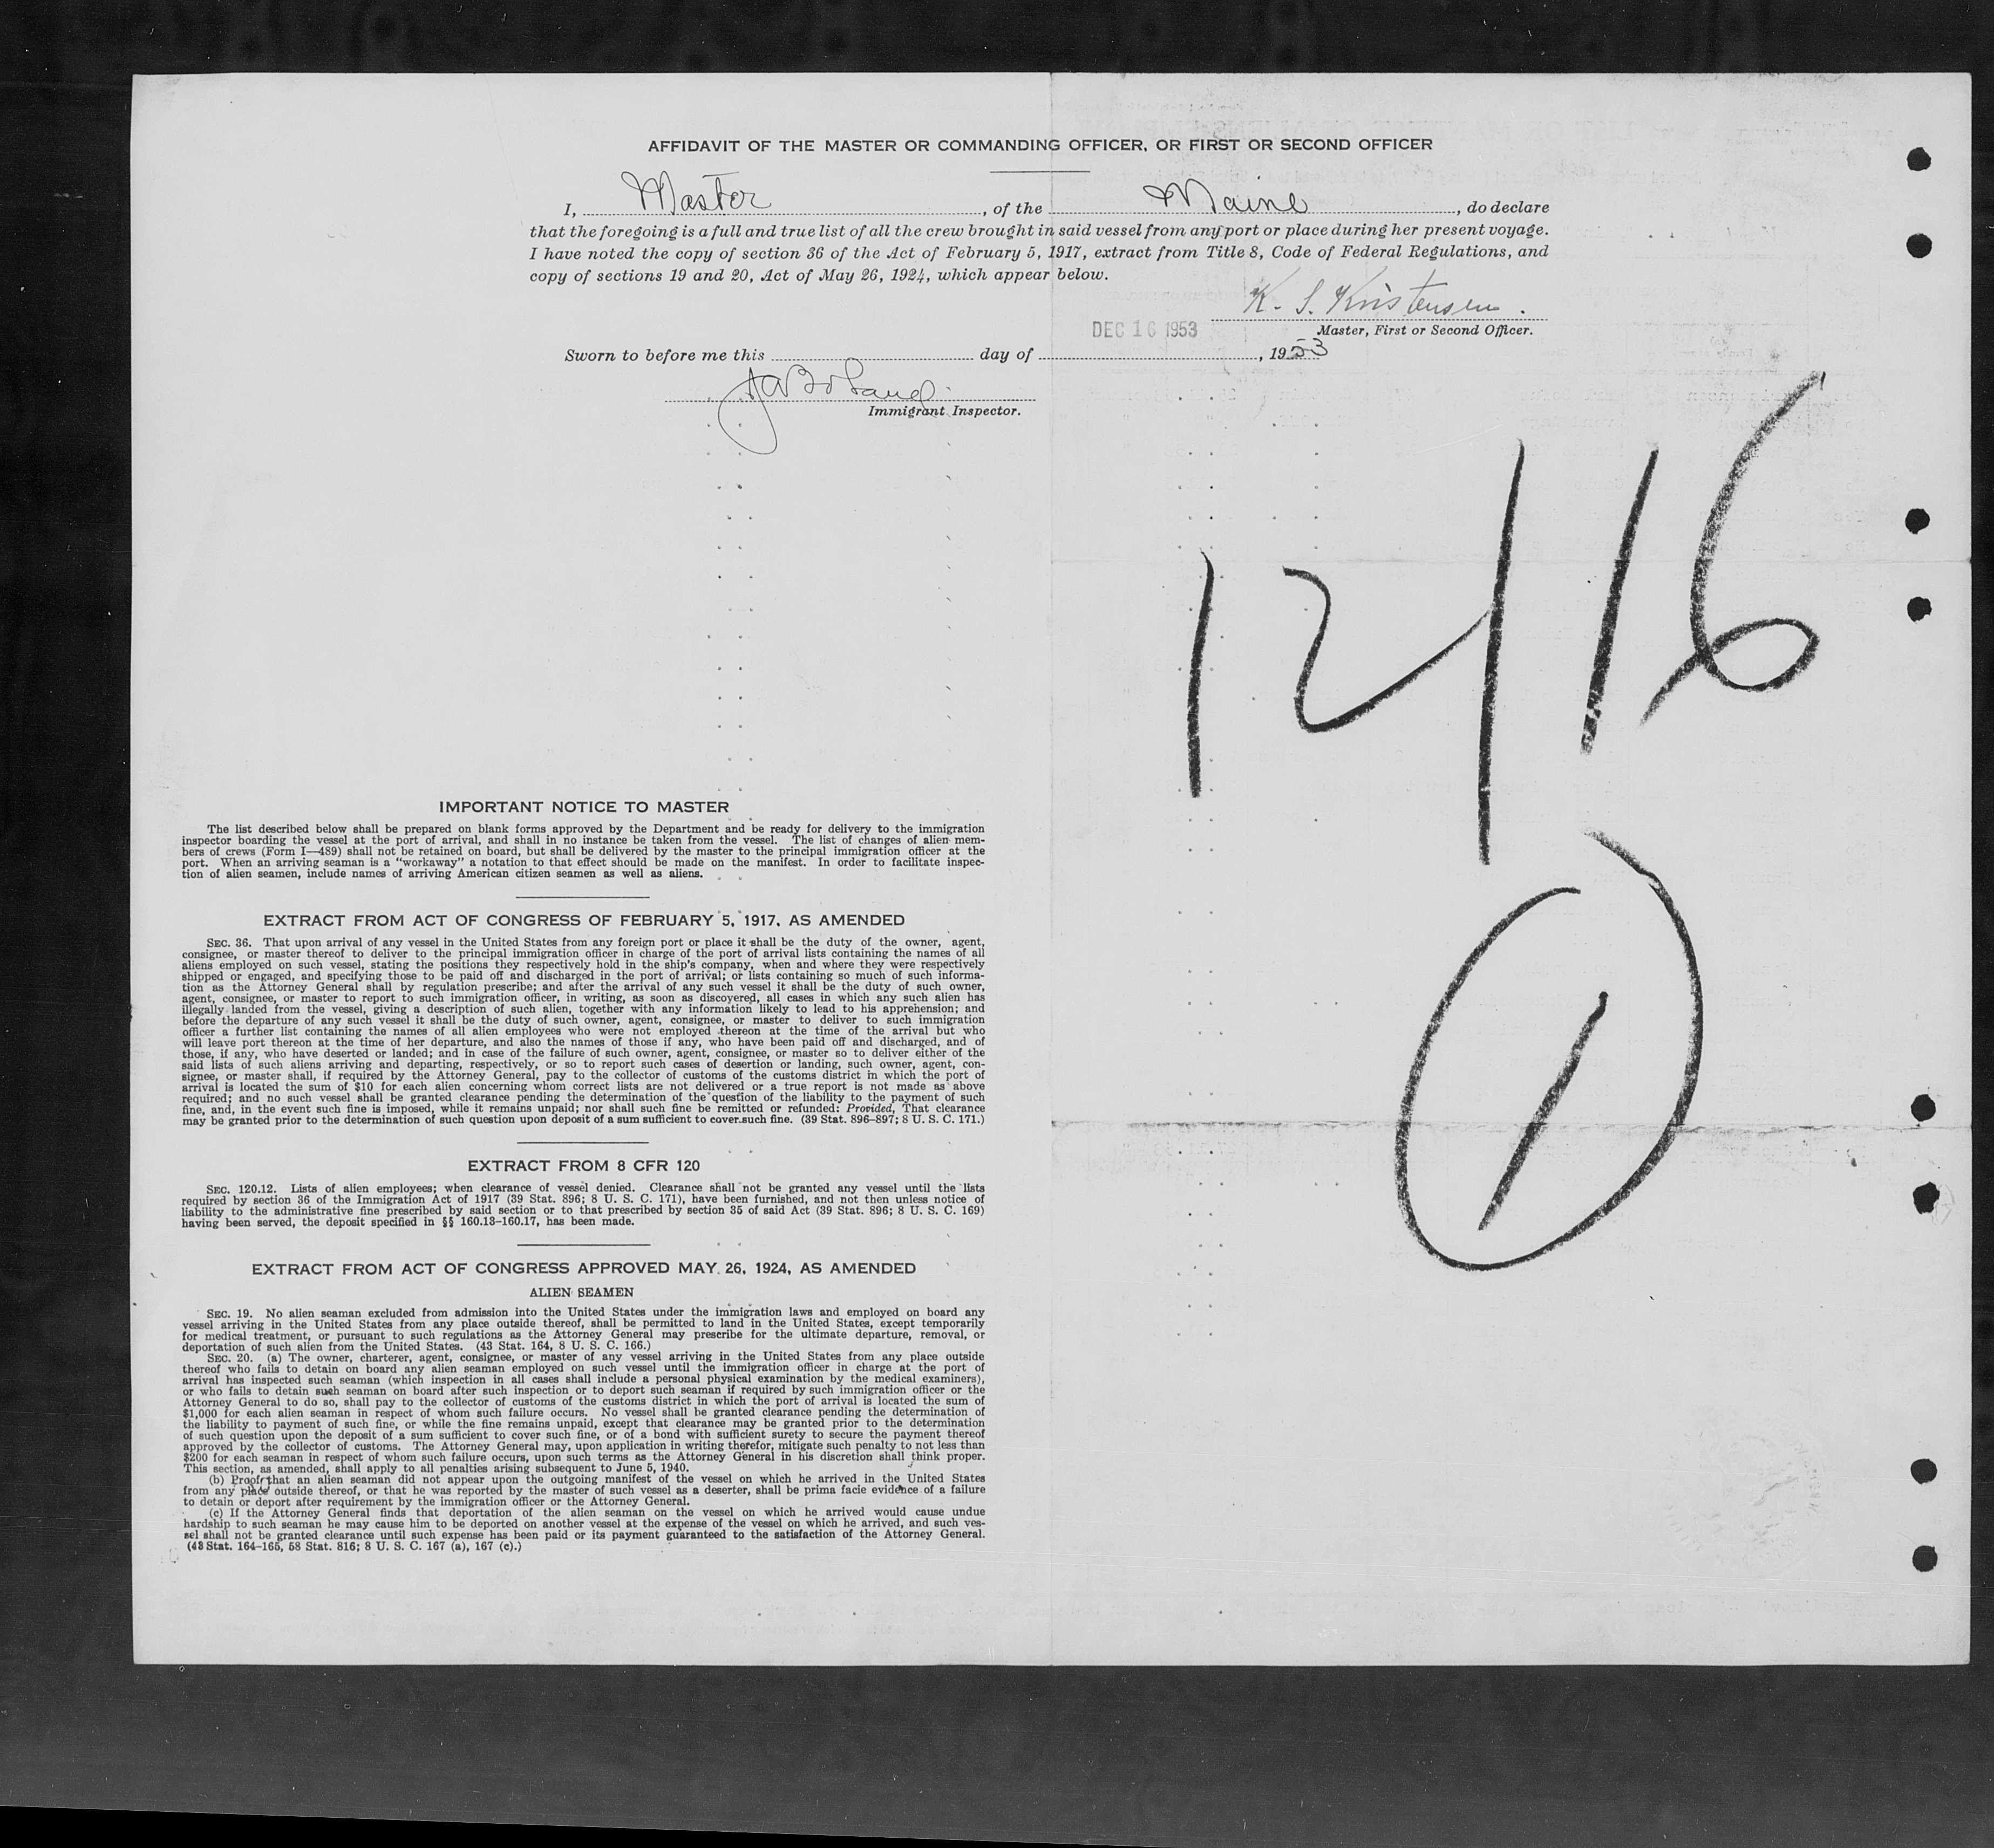 AFFIDAVIT OF THE MASTER OR COMMANDING OFFICER, OR FIRST OR SECOND OFFICER
I, Master, of the Maine, do declare
that the foregoing is a full and true list of all the crew brought in said vessel from any port or place during her present voyage.
I have noted the copy of section 36 of the Act of February 5, 1917, extract from Title 8, Code of Federal Regulations, and
copy of sections 19 and 20, Act of May 26, 1924, which appear below.
K. S. Kristensen.
DEC 16 1953
Master, First or Second Officer.
Sworn to before me this day of , 1953
Immigrant Inspector.
12/16
1
IMPORTANT NOTICE TO MASTER
The list described below shall be prepared on blank forms approved by the Department and be ready for delivery to the immigration
inspector boarding the vessel at the port of arrival, and shall in no instance be taken from the vessel. The list of changes of alien mem-
bers of crews (Form I—489) shall not be retained on board, but shall be delivered by the master to the principal immigration officer at the
port. When an arriving seaman is a "workaway" a notation to that effect should be made on the manifest. In order to facilitate inspec-
tion of alien seamen, include names of arriving American citizen seamen as well as aliens.
EXTRACT FROM ACT OF CONGRESS OF FEBRUARY 5, 1917, AS AMENDED
SEC. 36. That upon arrival of any vessel in the United States from any foreign port or place it shall be the duty of the owner, agent,
consignee, or master thereof to deliver to the principal immigration officer in charge of the port of arrival lists containing the names of all
aliens employed on such vessel, stating the positions they respectively hold in the ship's company, when and where they were respectively
shipped or engaged, and specifying those to be paid off and discharged in the port of arrival; or lists containing so much of such informa-
tion as the Attorney General shall by regulation prescribe; and after the arrival of any such vessel it shall be the duty of such owner,
agent, consignee, or master to report to such immigration officer, in writing, as soon as discovered, all cases in which any such alien has
illegally landed from the vessel, giving a description of such alien, together with any information likely to lead to his apprehension; and
before the departure of any such vessel it shall be the duty of such owner, agent, consignee, or master to deliver to such immigration
officer a further list containing the names of all alien employees who were not employed thereon at the time of the arrival but who
will leave port thereon at the time of her departure, and also the names of those if any, who have been paid off and discharged, and of
those, if any, who have deserted or landed; and in case of the failure of such owner, agent, consignee, or master so to deliver either of the
said lists of such aliens arriving and departing, respectively, or so to report such cases of desertion or landing, such owner, agent, con-
signee, or master shall, if required by the Attorney General, pay to the collector of customs of the customs district in which the port of
arrival is located the sum of $10 for each alien concerning whom correct lists are not delivered or a true report is not made as above
required; and no such vessel shall be granted clearance pending the determination of the question of the liability to the payment of such
fine, and, in the event such fine is imposed, while it remains unpaid; nor shall such fine be remitted or refunded: Provided, That clearance
may be granted prior to the determination of such question upon deposit of a sum sufficient to cover such fine. (39 Stat. 896–897; 8 U. S. C. 171.)
EXTRACT FROM 8 CFR 120
SEC. 120.12. Lists of alien employees; when clearance of vessel denied. Clearance shall not be granted any vessel until the lists
required by section 36 of the Immigration Act of 1917 (39 Stat. 896; 8 U. S. C. 171), have been furnished, and not then unless notice of
liability to the administrative fine prescribed by said section or to that prescribed by section 35 of said Act (39 Stat. 896; 8 U. S. C. 169)
having been served, the deposit specified in §§ 160.13–160.17, has been made.
EXTRACT FROM ACT OF CONGRESS APPROVED MAY 26, 1924, AS AMENDED
ALIEN SEAMEN
SEC. 19. No alien seaman excluded from admission into the United States under the immigration laws and employed on board any
vessel arriving in the United States from any place outside thereof, shall be permitted to land in the United States, except temporarily
for medical treatment, or pursuant to such regulations as the Attorney General may prescribe for the ultimate departure, removal, or
deportation of such alien from the United States. (43 Stat. 164, 8 U. S. C. 166.)
SEC. 20. (a) The owner, charterer, agent, consignee, or master of any vessel arriving in the United States from any place outside
thereof who fails to detain on board any alien seaman employed on such vessel until the immigration officer in charge at the port of
arrival has inspected such seaman (which inspection in all cases shall include a personal physical examination by the medical examiners),
or who fails to detain such seaman on board after such inspection or to deport such seaman if required by such immigration officer or the
Attorney General to do so, shall pay to the collector of customs of the customs district in which the port of arrival is located the sum of
$1,000 for each alien seaman in respect of whom such failure occurs. No vessel shall be granted clearance pending the determination of
the liability to payment of such fine, or while the fine remains unpaid, except that clearance may be granted prior to the determination
of such question upon the deposit of a sum sufficient to cover such fine, or of a bond with sufficient surety to secure the payment thereof
approved by the collector of customs. The Attorney General may, upon application in writing therefor, mitigate such penalty to not less than
$200 for each seaman in respect of whom such failure occurs, upon such terms as the Attorney General in his discretion shall think proper.
This section, as amended, shall apply to all penalties arising subsequent to June 5, 1940.
(b) Proof that an alien seaman did not appear upon the outgoing manifest of the vessel on which he arrived in the United States
from any place outside thereof, or that he was reported by the master of such vessel as a deserter, shall be prima facie evidence of a failure
to detain or deport after requirement by the immigration officer or the Attorney General.
(c) If the Attorney General finds that deportation of the alien seaman on the vessel on which he arrived would cause undue
hardship to such seaman he may cause him to be deported on another vessel at the expense of the vessel on which he arrived, and such ves-
sel shall not be granted clearance until such expense has been paid or its payment guaranteed to the satisfaction of the Attorney General.
(43 Stat. 164–165, 58 Stat. 816; 8 U. S. C. 167 (a), 167 (c).)